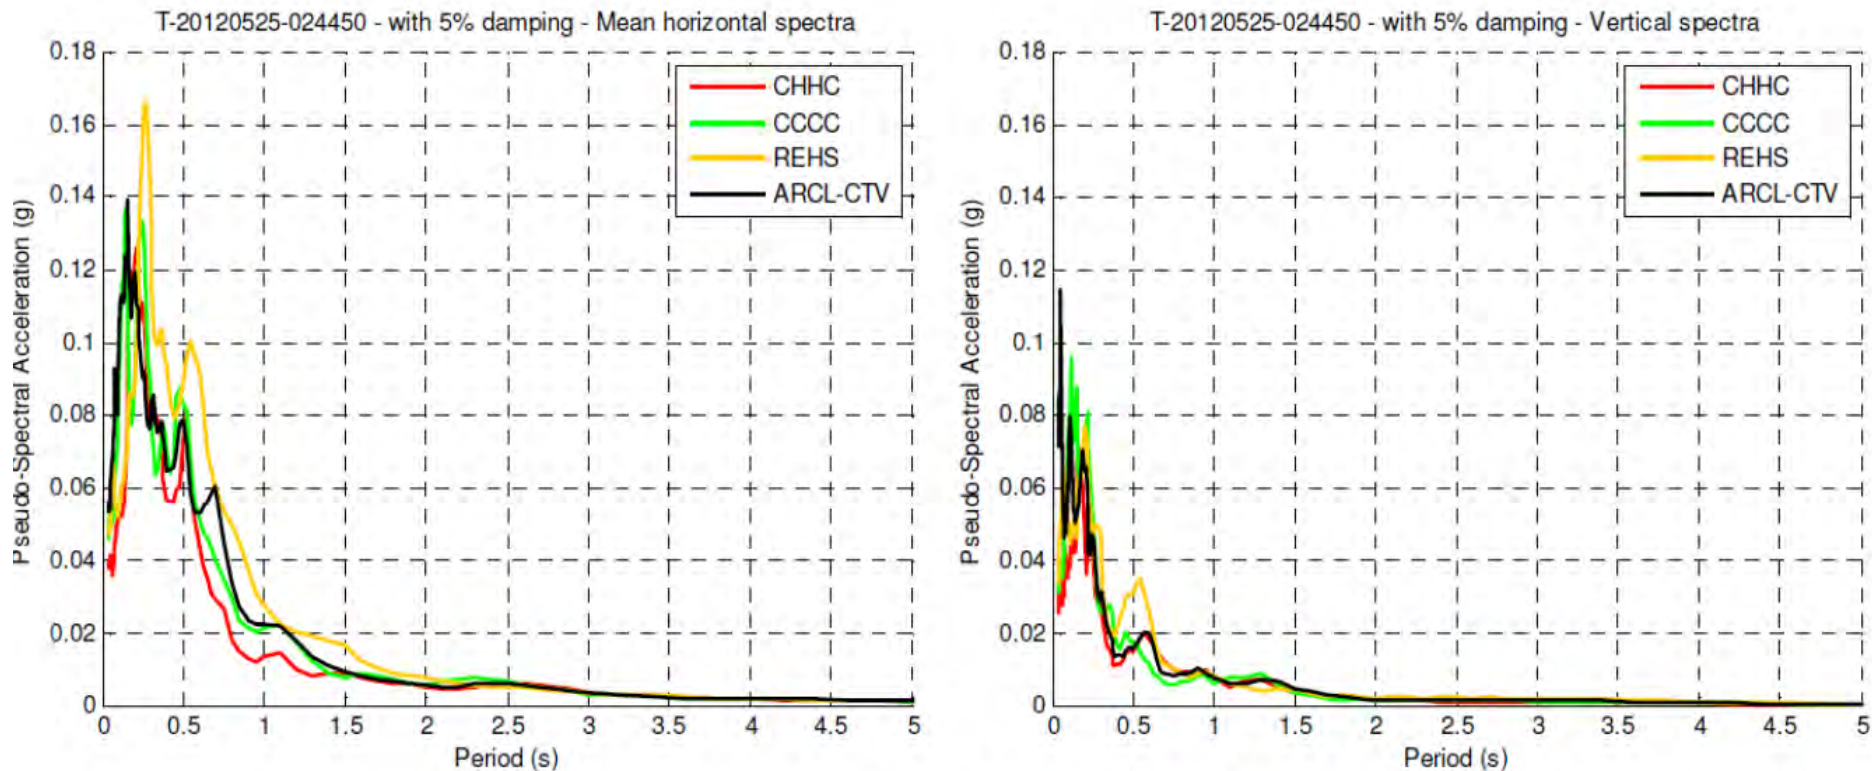 T-20120525-024450 - with 5% damping - Mean horizontal spectra
0.18
0.16
0.14
0.12
0.1
0.08
0.06
0.04
0.02
0
Pseudo-Spectral Acceleration (g)
CHHC
CCCC
REHS
ARCL-CTV
0 0.5 1 1.5 2 2.5 3 3.5 4 4.5 5
Period (s)
T-20120525-024450 - with 5% damping - Vertical spectra
0.18
0.16
0.14
0.12
0.1
0.08
0.06
0.04
0.02
0
Pseudo-Spectral Acceleration (g)
CHHC
CCCC
REHS
ARCL-CTV
0 0.5 1 1.5 2 2.5 3 3.5 4 4.5 5
Period (s)